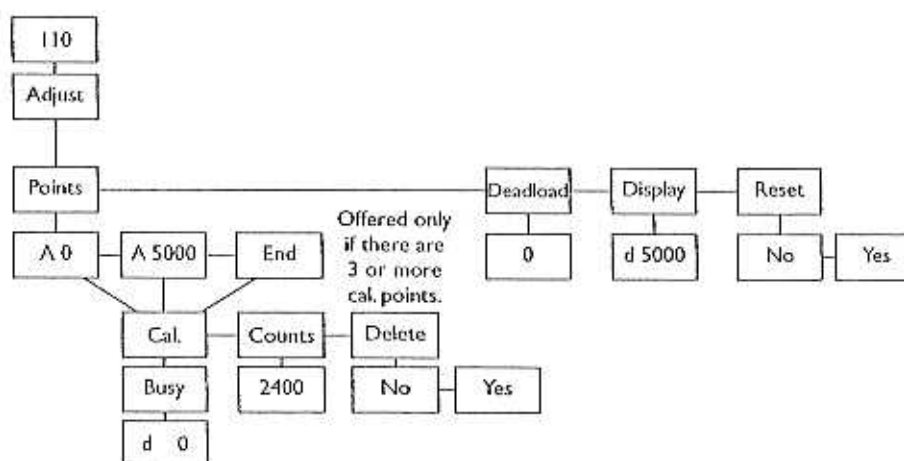 110
Adjust
Points
Deadload
Display
Reset
A 0
A 5000
End
Offered only
if there are
3 or more
cal. points.
0
d 5000
No
Yes
Cal.
Counts
Delete
Busy
2400
No
Yes
d 0